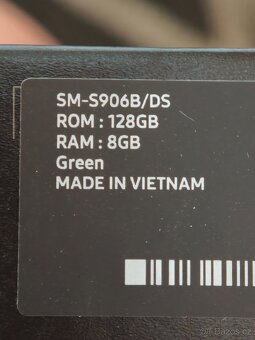 SM-S906B/DS
ROM : 128GB
RAM : 8GB
Green
MADE IN VIETNAM